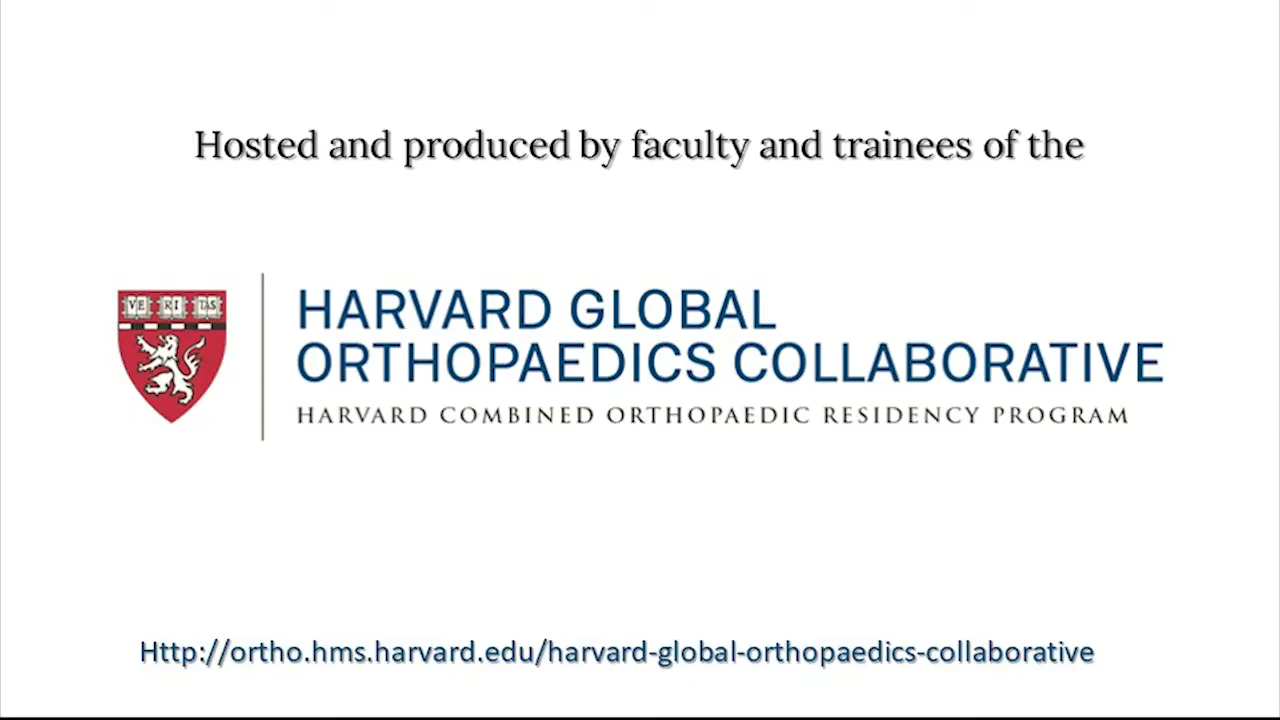 Hosted and produced by faculty and trainees of the
VE RI TAS
HARVARD GLOBAL
ORTHOPAEDICS COLLABORATIVE
HARVARD COMBINED ORTHOPAEDIC RESIDENCY PROGRAM
Http://ortho.hms.harvard.edu/harvard-global-orthopaedics-collaborative